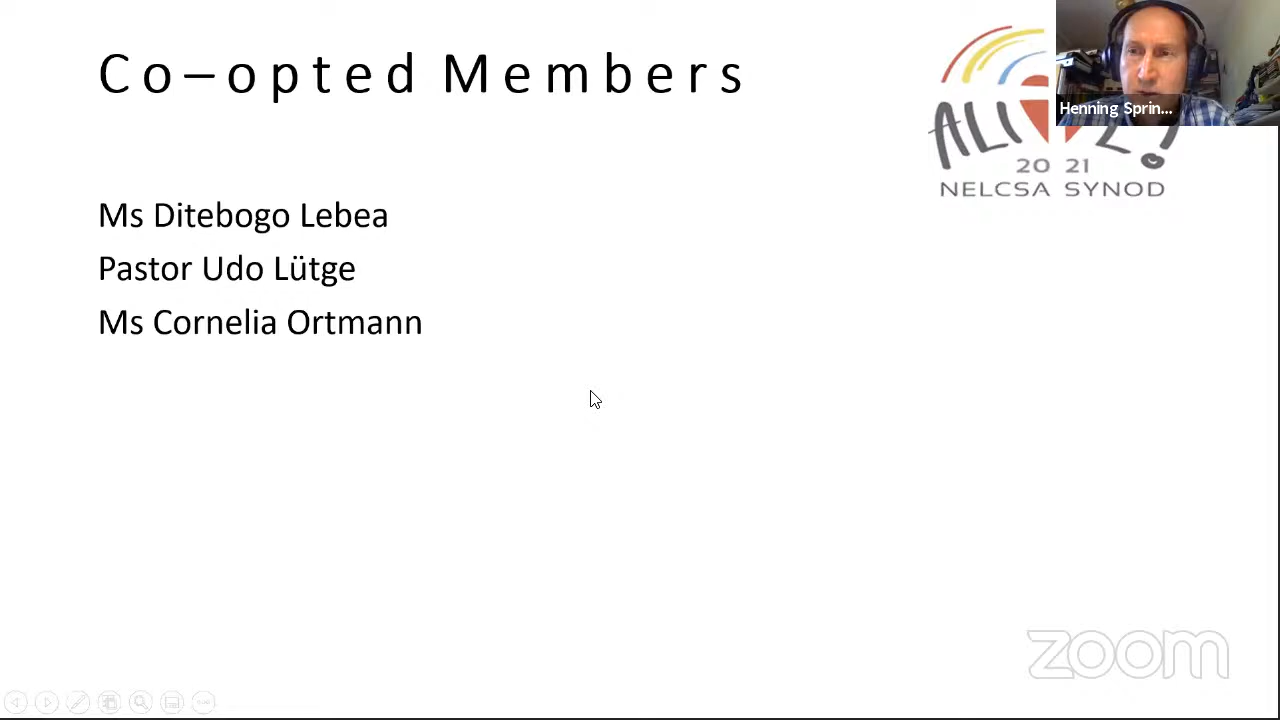 Co–opted Members
Henning Sprin...
ALIVE!
20 21
NELCSA SYNOD
Ms Ditebogo Lebea
Pastor Udo Lütge
Ms Cornelia Ortmann
zoom